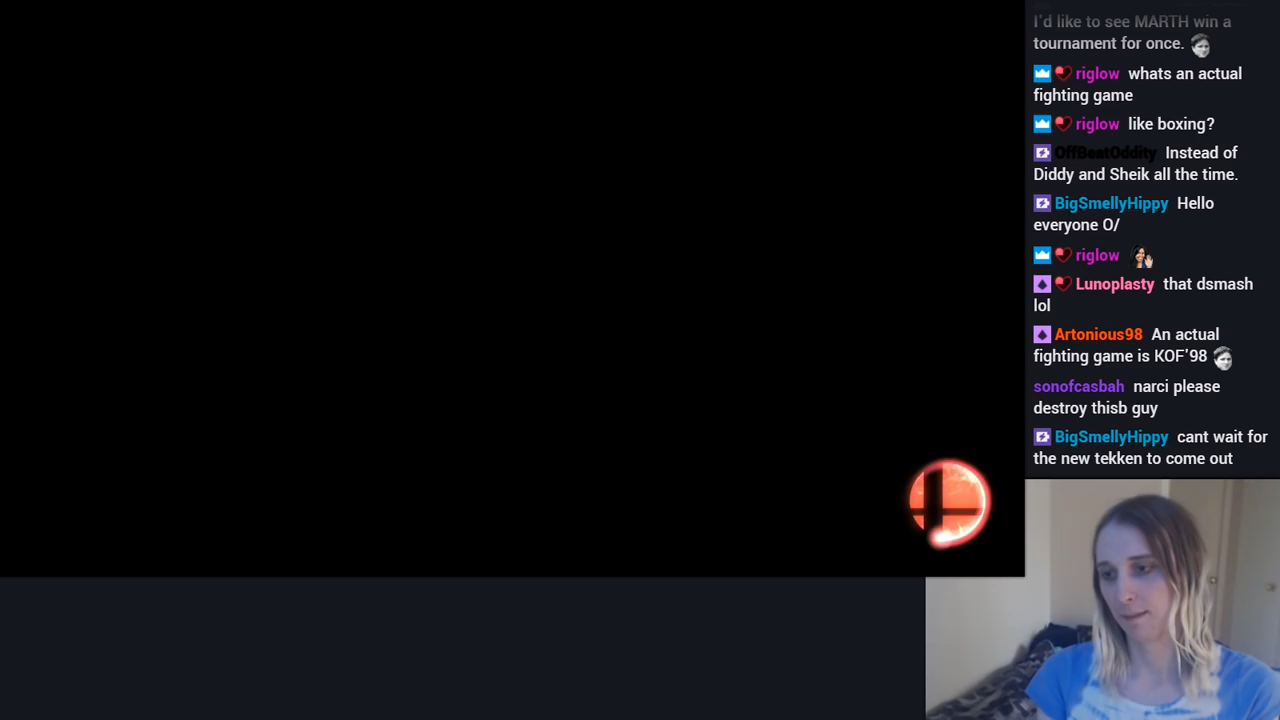 I'd like to see MARTH win a
tournament for once.
riglow whats an actual
fighting game
riglow like boxing?
OffBeatOddity Instead of
Diddy and Sheik all the time.
BigSmellyHippy Hello
everyone O/
riglow
Lunoplasty that dsmash
lol
Artonious98 An actual
fighting game is KOF'98
sonofcasbah narci please
destroy thisb guy
BigSmellyHippy cant wait for
the new tekken to come out